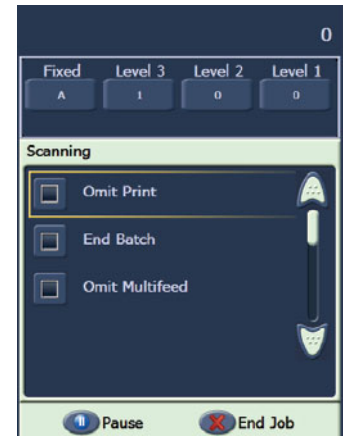 0
Fixed Level 3 Level 2 Level 1
A 1 0 0
Scanning
Omit Print
End Batch
Omit Multifeed
Pause End Job